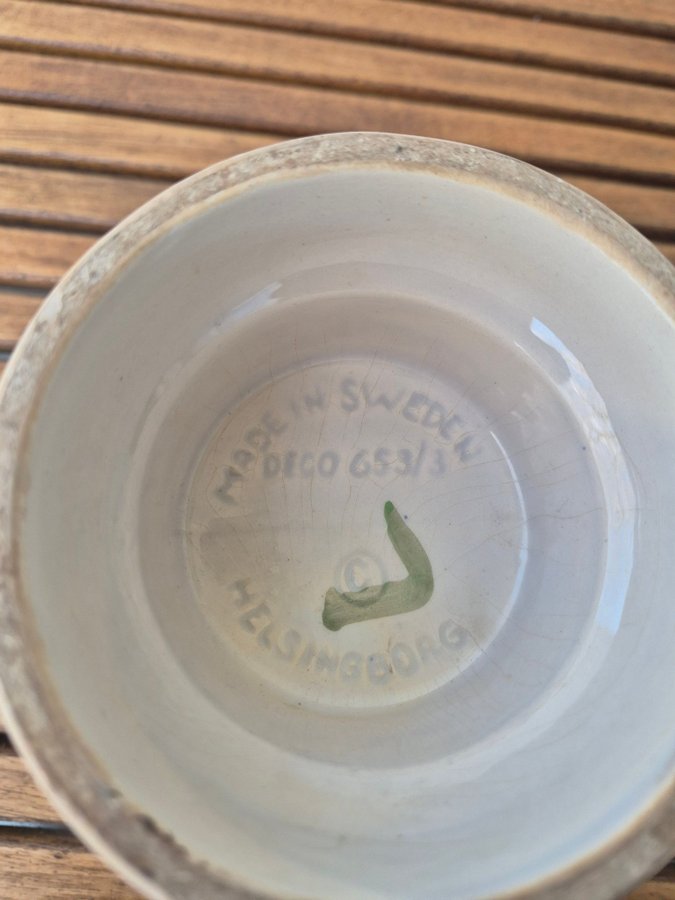 MADE IN SWEDEN
DECO 653/3
©
HELSINGBORG